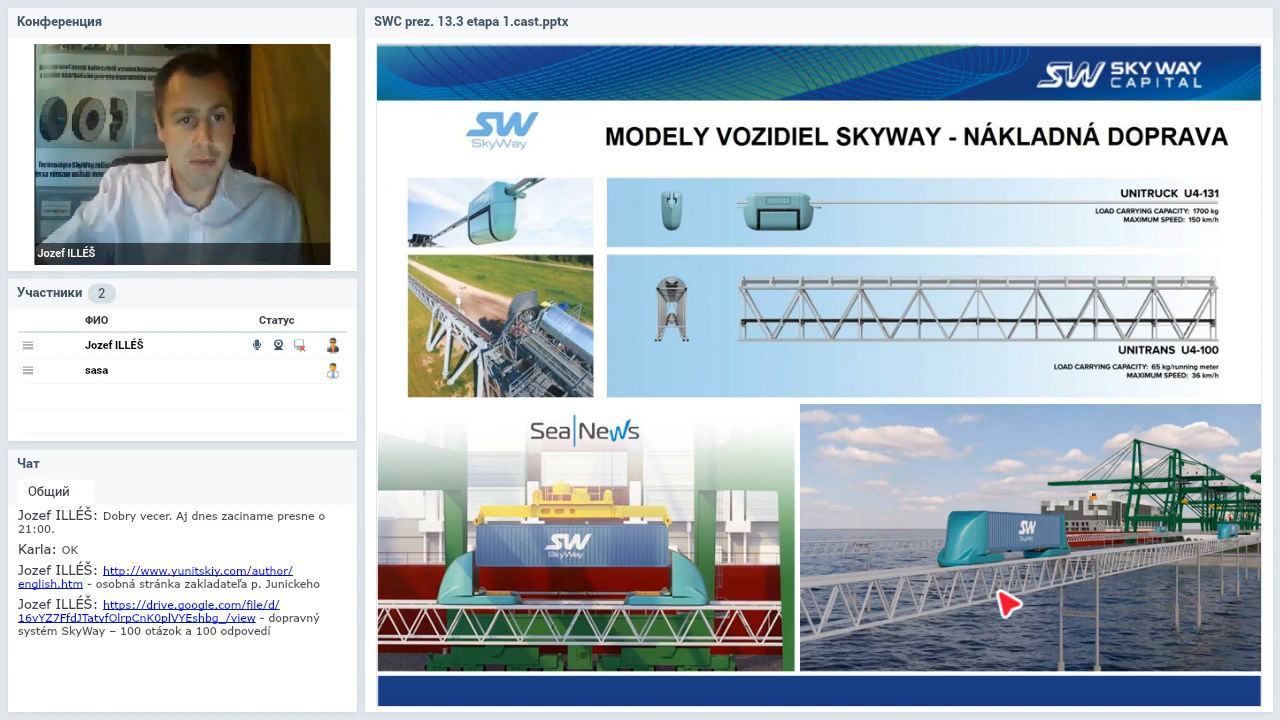 Конференция
Jozef ILLÉŠ
Участники 2
ФИО Статус
Jozef ILLÉŠ
sasa
Чат
Общий
Jozef ILLÉŠ: Dobry vecer. Aj dnes zaciname presne o
21:00.
Karla: OK
Jozef ILLÉŠ: http://www.yunitskiy.com/author/
english.htm - osobná stránka zakladateľa p. Junickeho
Jozef ILLÉŠ: https://drive.google.com/file/d/
16vYZ7FfdJTatvfOlrpCnK0plVYEshbg_/view - dopravný
systém SkyWay – 100 otázok a 100 odpovedí
SWC prez. 13.3 etapa 1.cast.pptx
SW SKY WAY
CAPITAL
SW
SkyWay
MODELY VOZIDIEL SKYWAY - NÁKLADNÁ DOPRAVA
UNITRUCK U4-131
LOAD CARRYING CAPACITY: 1700 kg
MAXIMUM SPEED: 150 km/h
UNITRANS U4-100
LOAD CARRYING CAPACITY: 65 kg/running meter
MAXIMUM SPEED: 36 km/h
Sea News
SW
SkyWay
SW
SkyWay